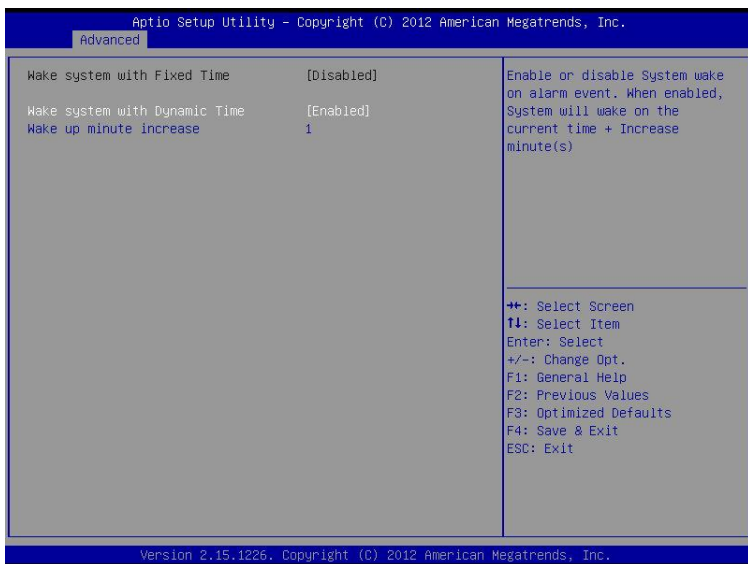 Aptio Setup Utility – Copyright (C) 2012 American Megatrends, Inc.
Advanced
Wake system with Fixed Time [Disabled]
Wake system with Dynamic Time [Enabled]
Wake up minute increase 1
Enable or disable System wake
on alarm event. When enabled,
System will wake on the
current time + Increase
minute(s)
→←: Select Screen
↑↓: Select Item
Enter: Select
+/-: Change Opt.
F1: General Help
F2: Previous Values
F3: Optimized Defaults
F4: Save & Exit
ESC: Exit
Version 2.15.1226. Copyright (C) 2012 American Megatrends, Inc.